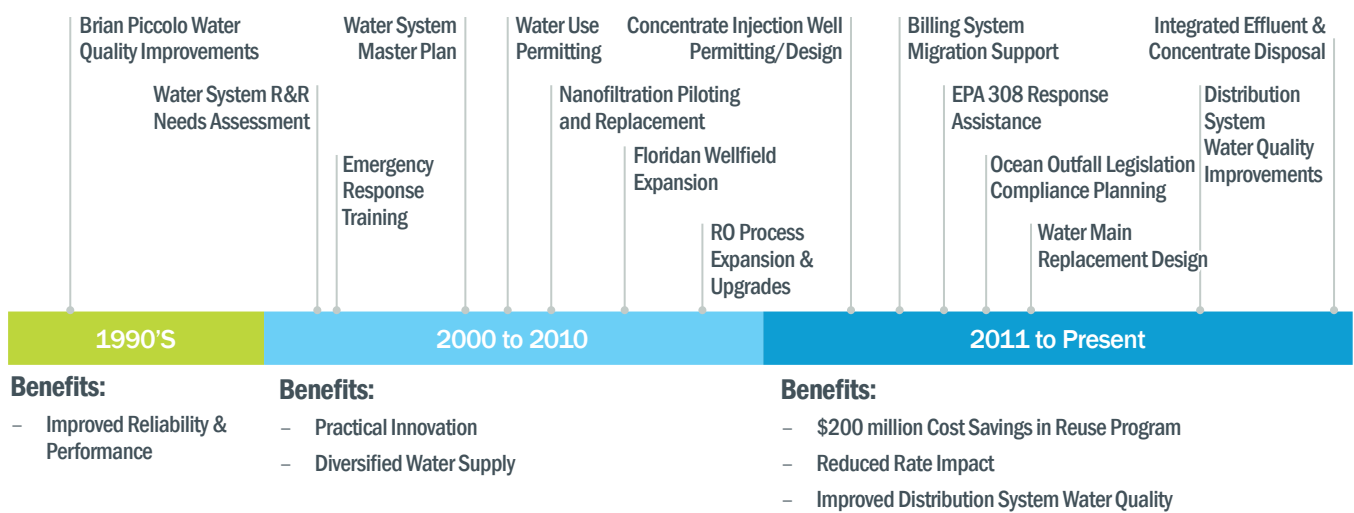 Brian Piccolo Water
Quality Improvements
Water System R&R
Needs Assessment
Emergency
Response
Training
Water System
Master Plan
Water Use
Permitting
Nanofiltration Piloting
and Replacement
Floridan Wellfield
Expansion
RO Process
Expansion &
Upgrades
Concentrate Injection Well
Permitting/Design
Billing System
Migration Support
EPA 308 Response
Assistance
Ocean Outfall Legislation
Compliance Planning
Water Main
Replacement Design
Distribution
System
Water Quality
Improvements
Integrated Effluent &
Concentrate Disposal
1990'S
2000 to 2010
2011 to Present
Benefits:
– Improved Reliability &
Performance
Benefits:
– Practical Innovation
– Diversified Water Supply
Benefits:
– $200 million Cost Savings in Reuse Program
– Reduced Rate Impact
– Improved Distribution System Water Quality